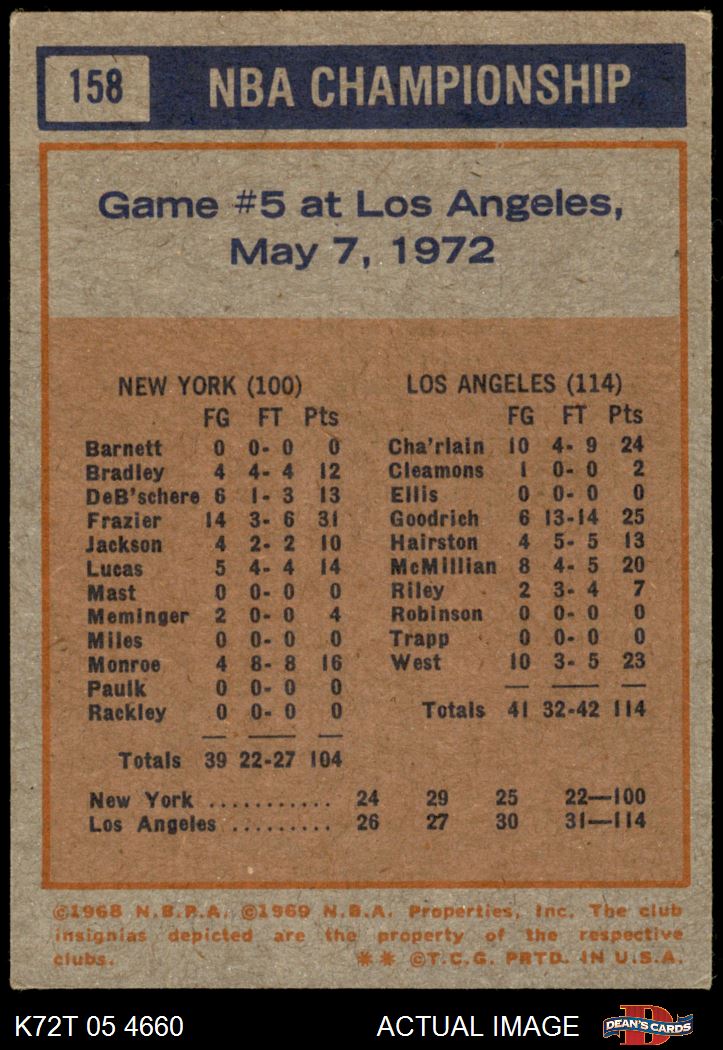 158 NBA CHAMPIONSHIP
Game #5 at Los Angeles,
May 7, 1972
NEW YORK (100)
FG FT Pts
Barnett 0 0- 0 0
Bradley 4 4- 4 12
DeB'schere 6 1- 3 13
Frazier 14 3- 6 31
Jackson 4 2- 2 10
Lucas 5 4- 4 14
Mast 0 0- 0 0
Meminger 2 0- 0 4
Miles 0 0- 0 0
Monroe 4 8- 8 16
Paulk 0 0- 0 0
Rackley 0 0- 0 0
Totals 39 22-27 104
LOS ANGELES (114)
FG FT Pts
Cha'rlain 10 4- 9 24
Cleamons 1 0- 0 2
Ellis 0 0- 0 0
Goodrich 6 13-14 25
Hairston 4 5- 5 13
McMillian 8 4- 5 20
Riley 2 3- 4 7
Robinson 0 0- 0 0
Trapp 0 0- 0 0
West 10 3- 5 23
Totals 41 32-42 114
New York ........... 24 29 25 22—100
Los Angeles ......... 26 27 30 31—114
©1968 N.B.P.A. ©1969 N.B.A. Properties, Inc. The club
insignias depicted are the property of the respective
clubs. ** ©T.C.G. PRTD. IN U.S.A.
K72T 05 4660 ACTUAL IMAGE DEAN'S CARDS